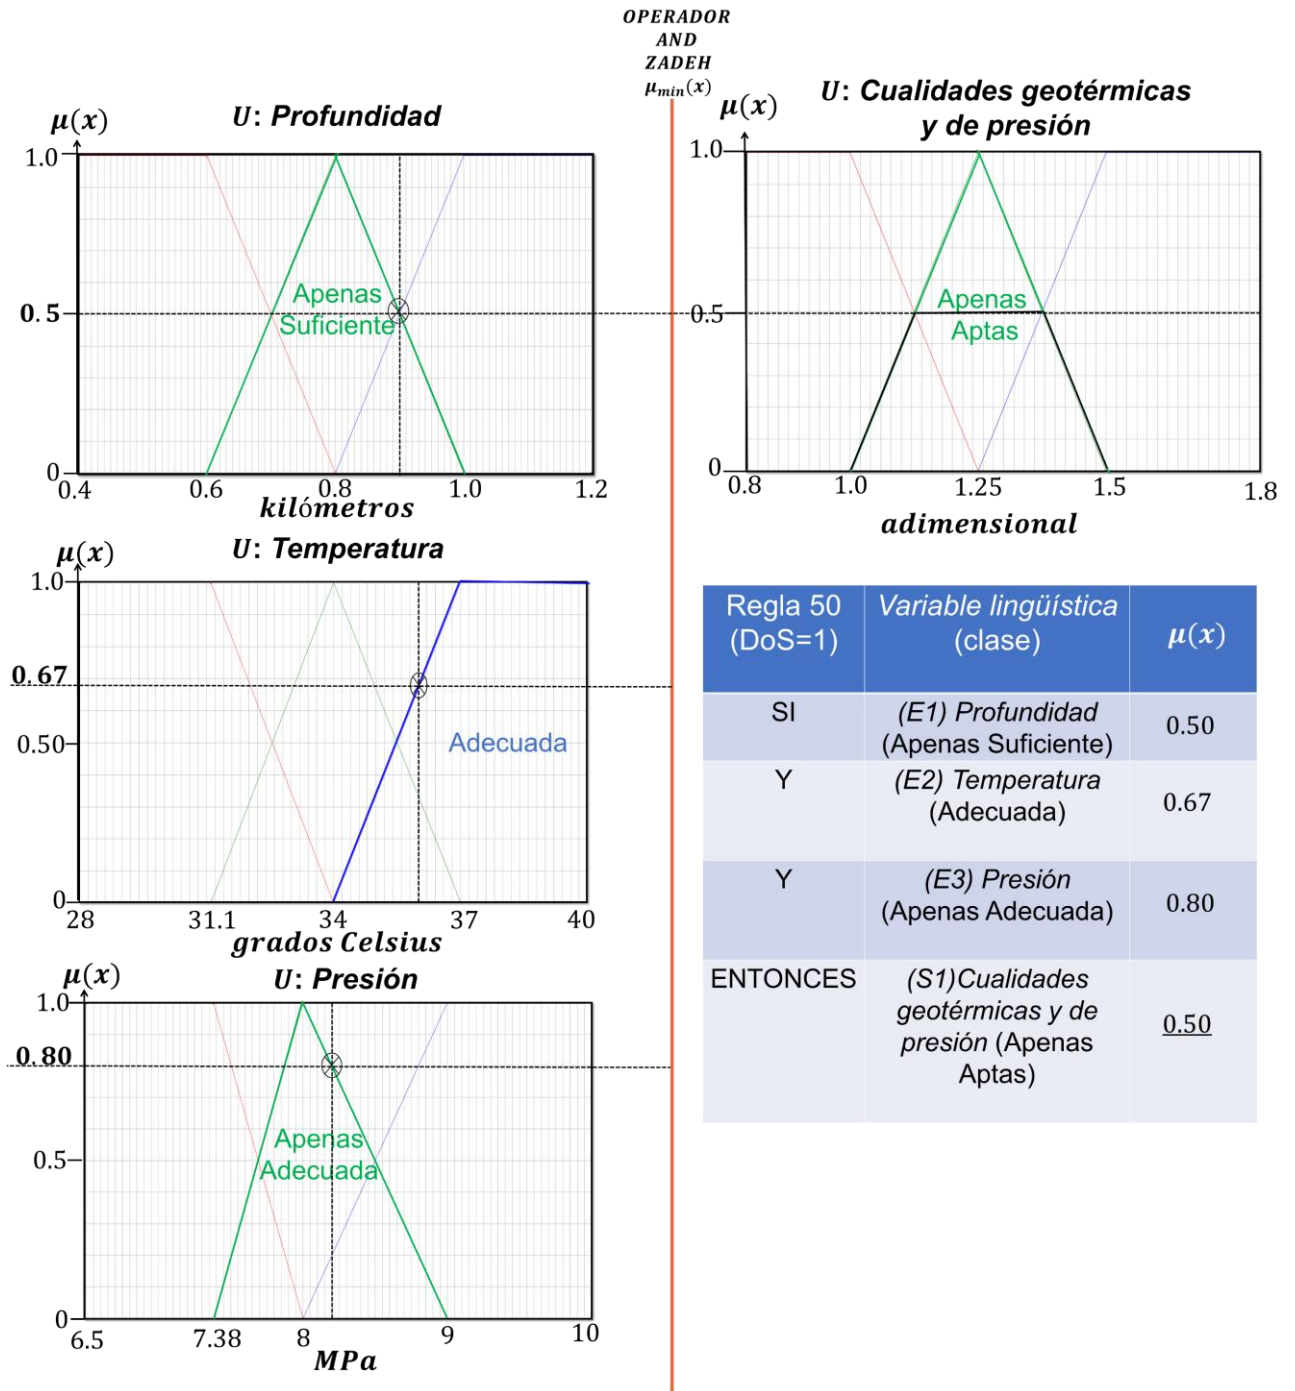 OPERADOR
AND
ZADEH
μmin(x)
μ(x)
U: Profundidad
1.0
0.5
0
Apenas
Suficiente
0.4
0.6
0.8
1.0
1.2
kilómetros
μ(x)
U: Cualidades geotérmicas
y de presión
1.0
0.5
0
Apenas
Aptas
0.8
1.0
1.25
1.5
1.8
adimensional
μ(x)
U: Temperatura
1.0
0.67
0.50
0
Adecuada
28
31.1
34
37
40
grados Celsius
μ(x)
U: Presión
1.0
0.80
0.5
0
Apenas
Adecuada
6.5
7.38
8
9
10
MPa
Regla 50
(DoS=1)
Variable lingüística
(clase)
μ(x)
SI
(E1) Profundidad
(Apenas Suficiente)
0.50
Y
(E2) Temperatura
(Adecuada)
0.67
Y
(E3) Presión
(Apenas Adecuada)
0.80
ENTONCES
(S1)Cualidades
geotérmicas y de
presión (Apenas
Aptas)
0.50